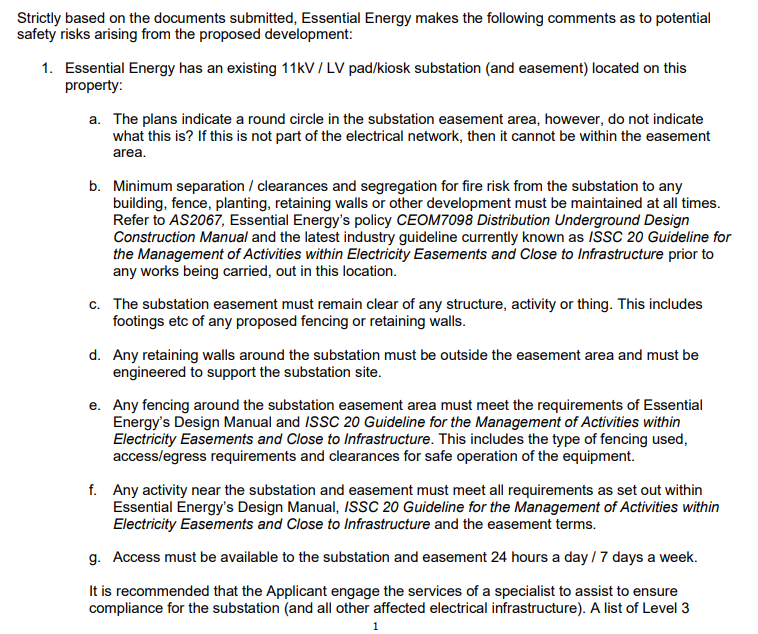 Strictly based on the documents submitted, Essential Energy makes the following comments as to potential
safety risks arising from the proposed development:
1. Essential Energy has an existing 11kV / LV pad/kiosk substation (and easement) located on this
property:
a. The plans indicate a round circle in the substation easement area, however, do not indicate
what this is? If this is not part of the electrical network, then it cannot be within the easement
area.
b. Minimum separation / clearances and segregation for fire risk from the substation to any
building, fence, planting, retaining walls or other development must be maintained at all times.
Refer to AS2067, Essential Energy's policy CEOM7098 Distribution Underground Design
Construction Manual and the latest industry guideline currently known as ISSC 20 Guideline for
the Management of Activities within Electricity Easements and Close to Infrastructure prior to
any works being carried, out in this location.
c. The substation easement must remain clear of any structure, activity or thing. This includes
footings etc of any proposed fencing or retaining walls.
d. Any retaining walls around the substation must be outside the easement area and must be
engineered to support the substation site.
e. Any fencing around the substation easement area must meet the requirements of Essential
Energy's Design Manual and ISSC 20 Guideline for the Management of Activities within
Electricity Easements and Close to Infrastructure. This includes the type of fencing used,
access/egress requirements and clearances for safe operation of the equipment.
f. Any activity near the substation and easement must meet all requirements as set out within
Essential Energy's Design Manual, ISSC 20 Guideline for the Management of Activities within
Electricity Easements and Close to Infrastructure and the easement terms.
g. Access must be available to the substation and easement 24 hours a day / 7 days a week.
It is recommended that the Applicant engage the services of a specialist to assist to ensure
compliance for the substation (and all other affected electrical infrastructure). A list of Level 3
1